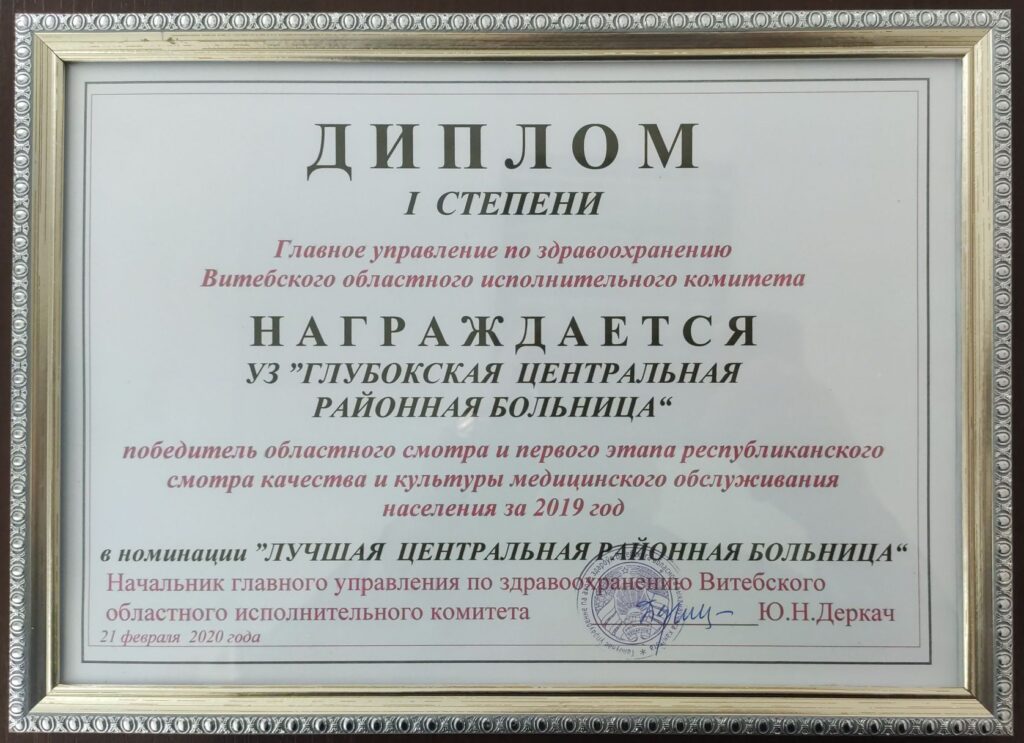 ДИПЛОМ
I СТЕПЕНИ
Главное управление по здравоохранению
Витебского областного исполнительного комитета
НАГРАЖДАЕТСЯ
УЗ ”ГЛУБОКСКАЯ ЦЕНТРАЛЬНАЯ
РАЙОННАЯ БОЛЬНИЦА“
победитель областного смотра и первого этапа республиканского
смотра качества и культуры медицинского обслуживания
населения за 2019 год
в номинации ”ЛУЧШАЯ ЦЕНТРАЛЬНАЯ РАЙОННАЯ БОЛЬНИЦА“
Начальник главного управления по здравоохранению Витебского
областного исполнительного комитета Ю.Н.Деркач
21 февраля 2020 года